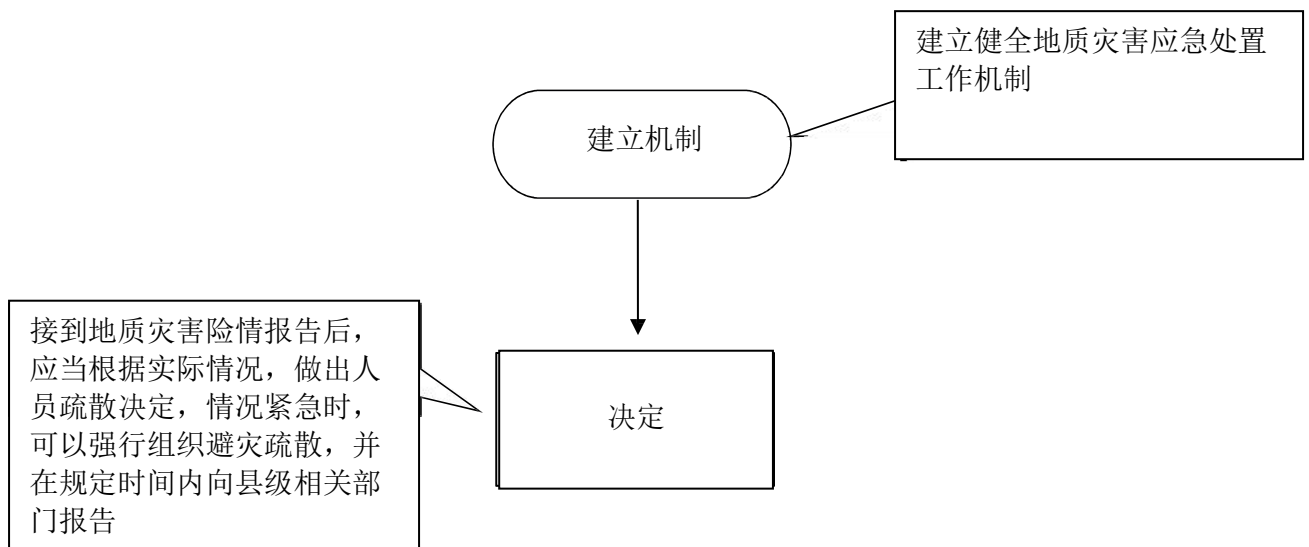 建立健全地质灾害应急处置
工作机制
建立机制
接到地质灾害险情报告后，
应当根据实际情况，做出人
员疏散决定，情况紧急时，
可以强行组织避灾疏散，并
在规定时间内向县级相关部
门报告
决定